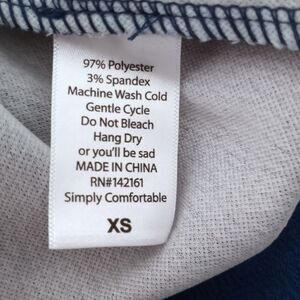 97% Polyester
3% Spandex
Machine Wash Cold
Gentle Cycle
Do Not Bleach
Hang Dry
or you'll be sad
MADE IN CHINA
RN#142161
Simply Comfortable
XS